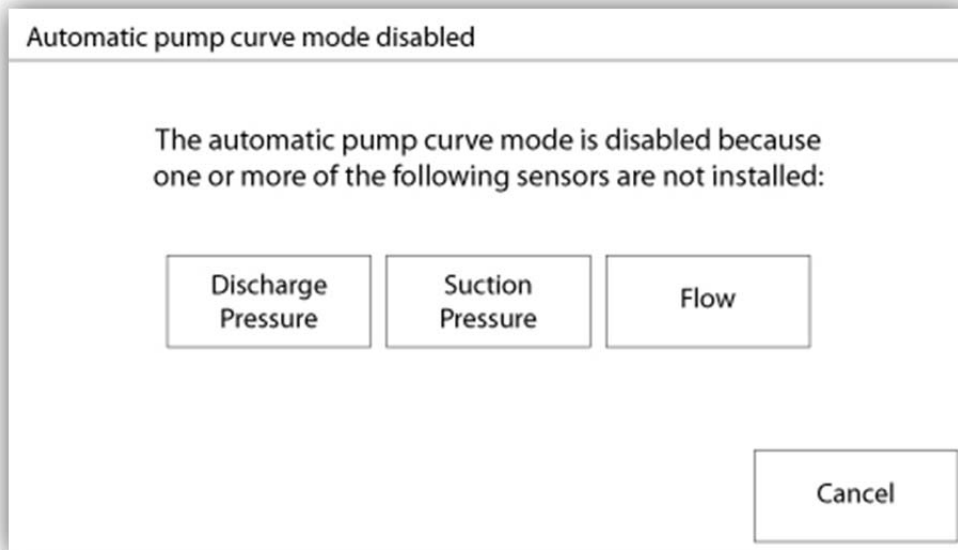 Automatic pump curve mode disabled
The automatic pump curve mode is disabled because
one or more of the following sensors are not installed:
Discharge
Pressure
Suction
Pressure
Flow
Cancel